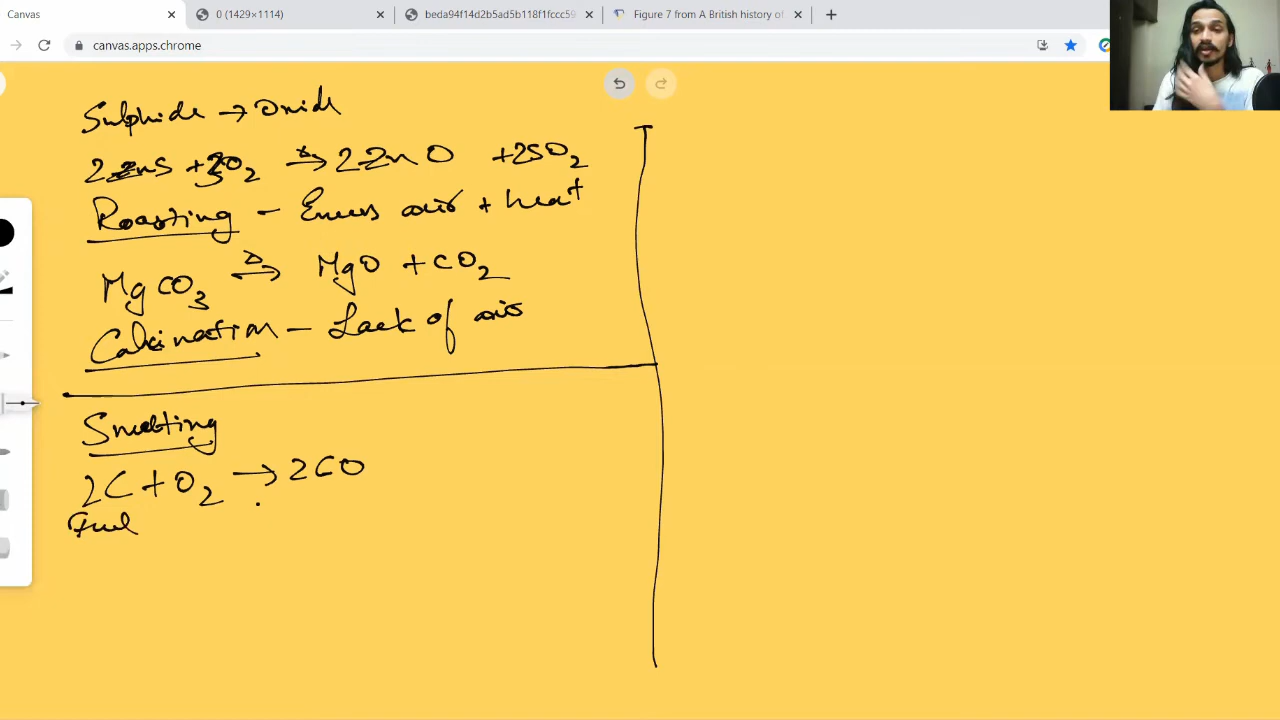 Canvas
0 (1429×1114)
beda94f14d2b5ad5b118f1fccc59
Figure 7 from A British history of
canvas.apps.chrome
Sulphide → Oxide
2ZnS + 3O2 Δ→ 2ZnO + 2SO2
Roasting - Excess air + heat
MgCO3 Δ⇌ MgO + CO2
Calcination - Lack of air
Smelting
2C + O2 → 2CO
Fuel